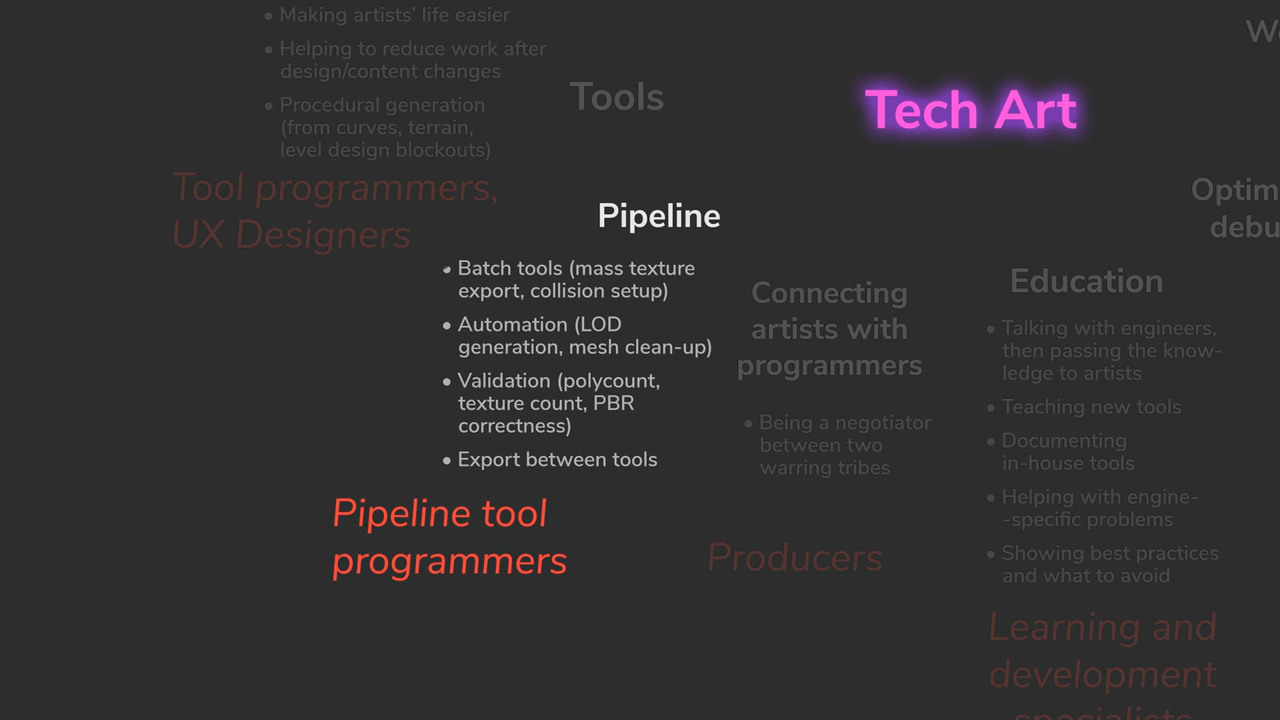 • Making artists' life easier
• Helping to reduce work after
design/content changes
• Procedural generation
(from curves, terrain,
level design blockouts)
Tools
Tool programmers,
UX Designers
Tech Art
Pipeline
• Batch tools (mass texture
export, collision setup)
• Automation (LOD
generation, mesh clean-up)
• Validation (polycount,
texture count, PBR
correctness)
• Export between tools
Pipeline tool
programmers
Connecting
artists with
programmers
• Being a negotiator
between two
warring tribes
Producers
Education
• Talking with engineers,
then passing the know-
ledge to artists
• Teaching new tools
• Documenting
in-house tools
• Helping with engine-
-specific problems
• Showing best practices
and what to avoid
Learning and
development
specialists